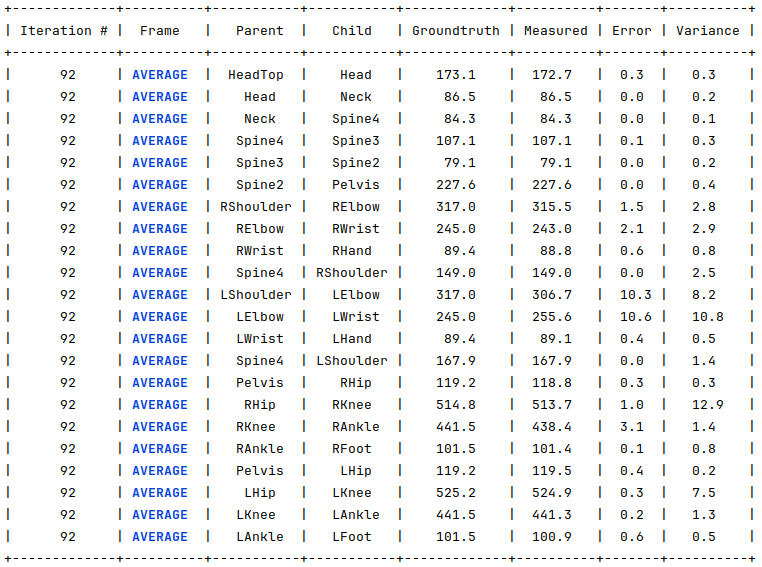 +-------------+----------+-----------+-----------+-------------+----------+-------+----------+
| Iteration # |  Frame   |   Parent  |   Child   | Groundtruth | Measured | Error | Variance |
+-------------+----------+-----------+-----------+-------------+----------+-------+----------+
|      92     | AVERAGE  |  HeadTop  |    Head   |    173.1    |  172.7   |  0.3  |   0.3    |
|      92     | AVERAGE  |    Head   |    Neck   |     86.5    |   86.5   |  0.0  |   0.2    |
|      92     | AVERAGE  |    Neck   |   Spine4  |     84.3    |   84.3   |  0.0  |   0.1    |
|      92     | AVERAGE  |   Spine4  |   Spine3  |    107.1    |  107.1   |  0.1  |   0.3    |
|      92     | AVERAGE  |   Spine3  |   Spine2  |     79.1    |   79.1   |  0.0  |   0.2    |
|      92     | AVERAGE  |   Spine2  |   Pelvis  |    227.6    |  227.6   |  0.0  |   0.4    |
|      92     | AVERAGE  | RShoulder |   RElbow  |    317.0    |  315.5   |  1.5  |   2.8    |
|      92     | AVERAGE  |   RElbow  |   RWrist  |    245.0    |  243.0   |  2.1  |   2.9    |
|      92     | AVERAGE  |   RWrist  |   RHand   |     89.4    |   88.8   |  0.6  |   0.8    |
|      92     | AVERAGE  |   Spine4  | RShoulder |    149.0    |  149.0   |  0.0  |   2.5    |
|      92     | AVERAGE  | LShoulder |   LElbow  |    317.0    |  306.7   |  10.3 |   8.2    |
|      92     | AVERAGE  |   LElbow  |   LWrist  |    245.0    |  255.6   |  10.6 |   10.8   |
|      92     | AVERAGE  |   LWrist  |   LHand   |     89.4    |   89.1   |  0.4  |   0.5    |
|      92     | AVERAGE  |   Spine4  | LShoulder |    167.9    |  167.9   |  0.0  |   1.4    |
|      92     | AVERAGE  |   Pelvis  |    RHip   |    119.2    |  118.8   |  0.3  |   0.3    |
|      92     | AVERAGE  |    RHip   |   RKnee   |    514.8    |  513.7   |  1.0  |   12.9   |
|      92     | AVERAGE  |   RKnee   |   RAnkle  |    441.5    |  438.4   |  3.1  |   1.4    |
|      92     | AVERAGE  |   RAnkle  |   RFoot   |    101.5    |  101.4   |  0.1  |   0.8    |
|      92     | AVERAGE  |   Pelvis  |    LHip   |    119.2    |  119.5   |  0.4  |   0.2    |
|      92     | AVERAGE  |    LHip   |   LKnee   |    525.2    |  524.9   |  0.3  |   7.5    |
|      92     | AVERAGE  |   LKnee   |   LAnkle  |    441.5    |  441.3   |  0.2  |   1.3    |
|      92     | AVERAGE  |   LAnkle  |   LFoot   |    101.5    |  100.9   |  0.6  |   0.5    |
+-------------+----------+-----------+-----------+-------------+----------+-------+----------+